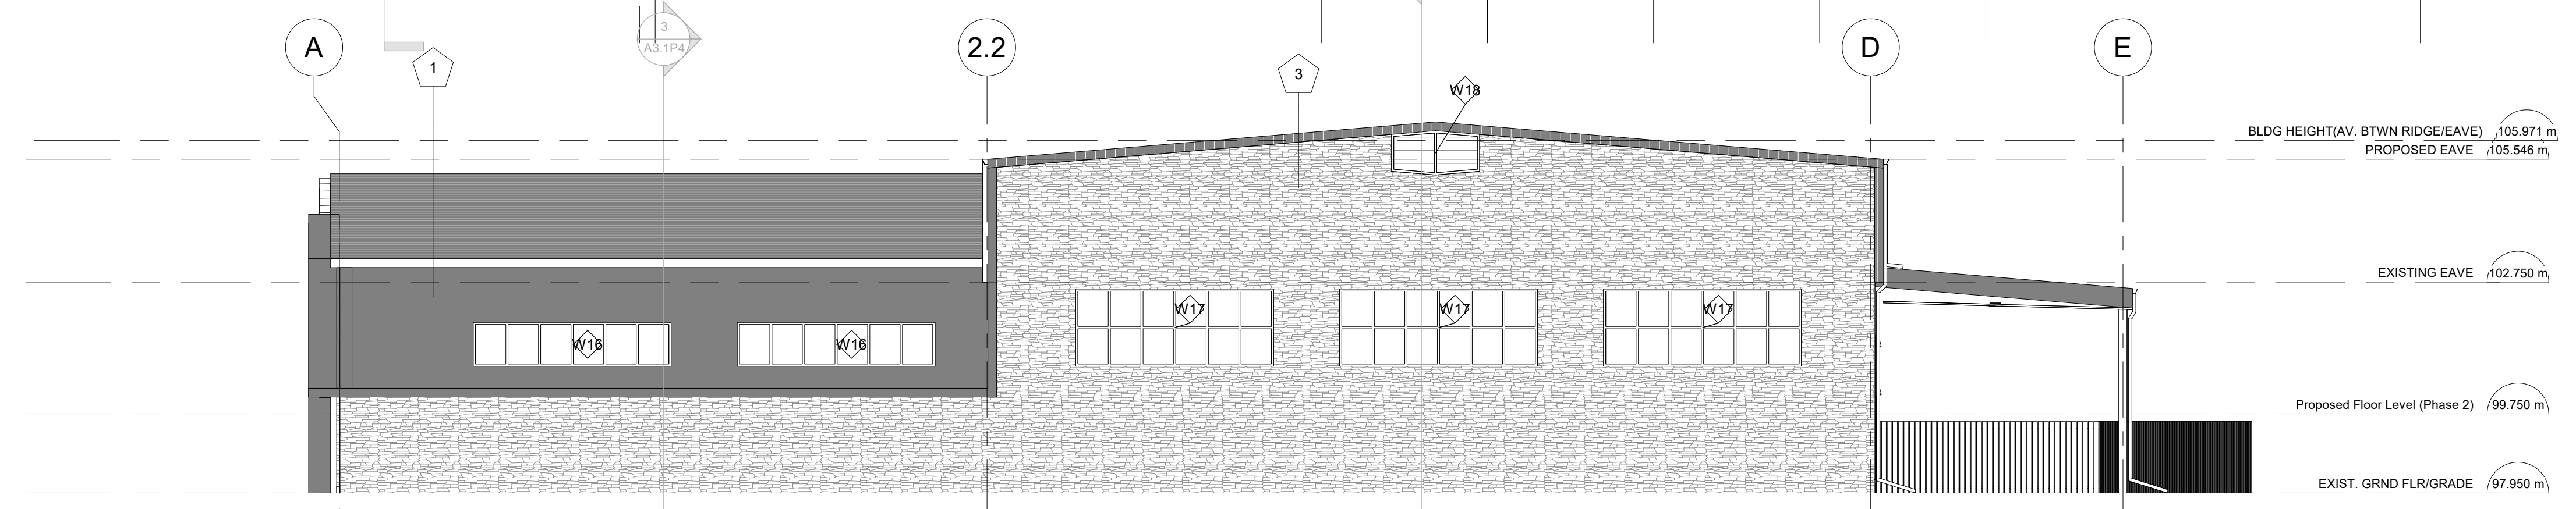 A
1
3
A3.1P4
2.2
3
W18
D
E
BLDG HEIGHT(AV. BTWN RIDGE/EAVE) 105.971 m
PROPOSED EAVE 105.546 m
EXISTING EAVE 102.750 m
W17 W17 W17
W16 W16
Proposed Floor Level (Phase 2) 99.750 m
EXIST. GRND FLR/GRADE 97.950 m